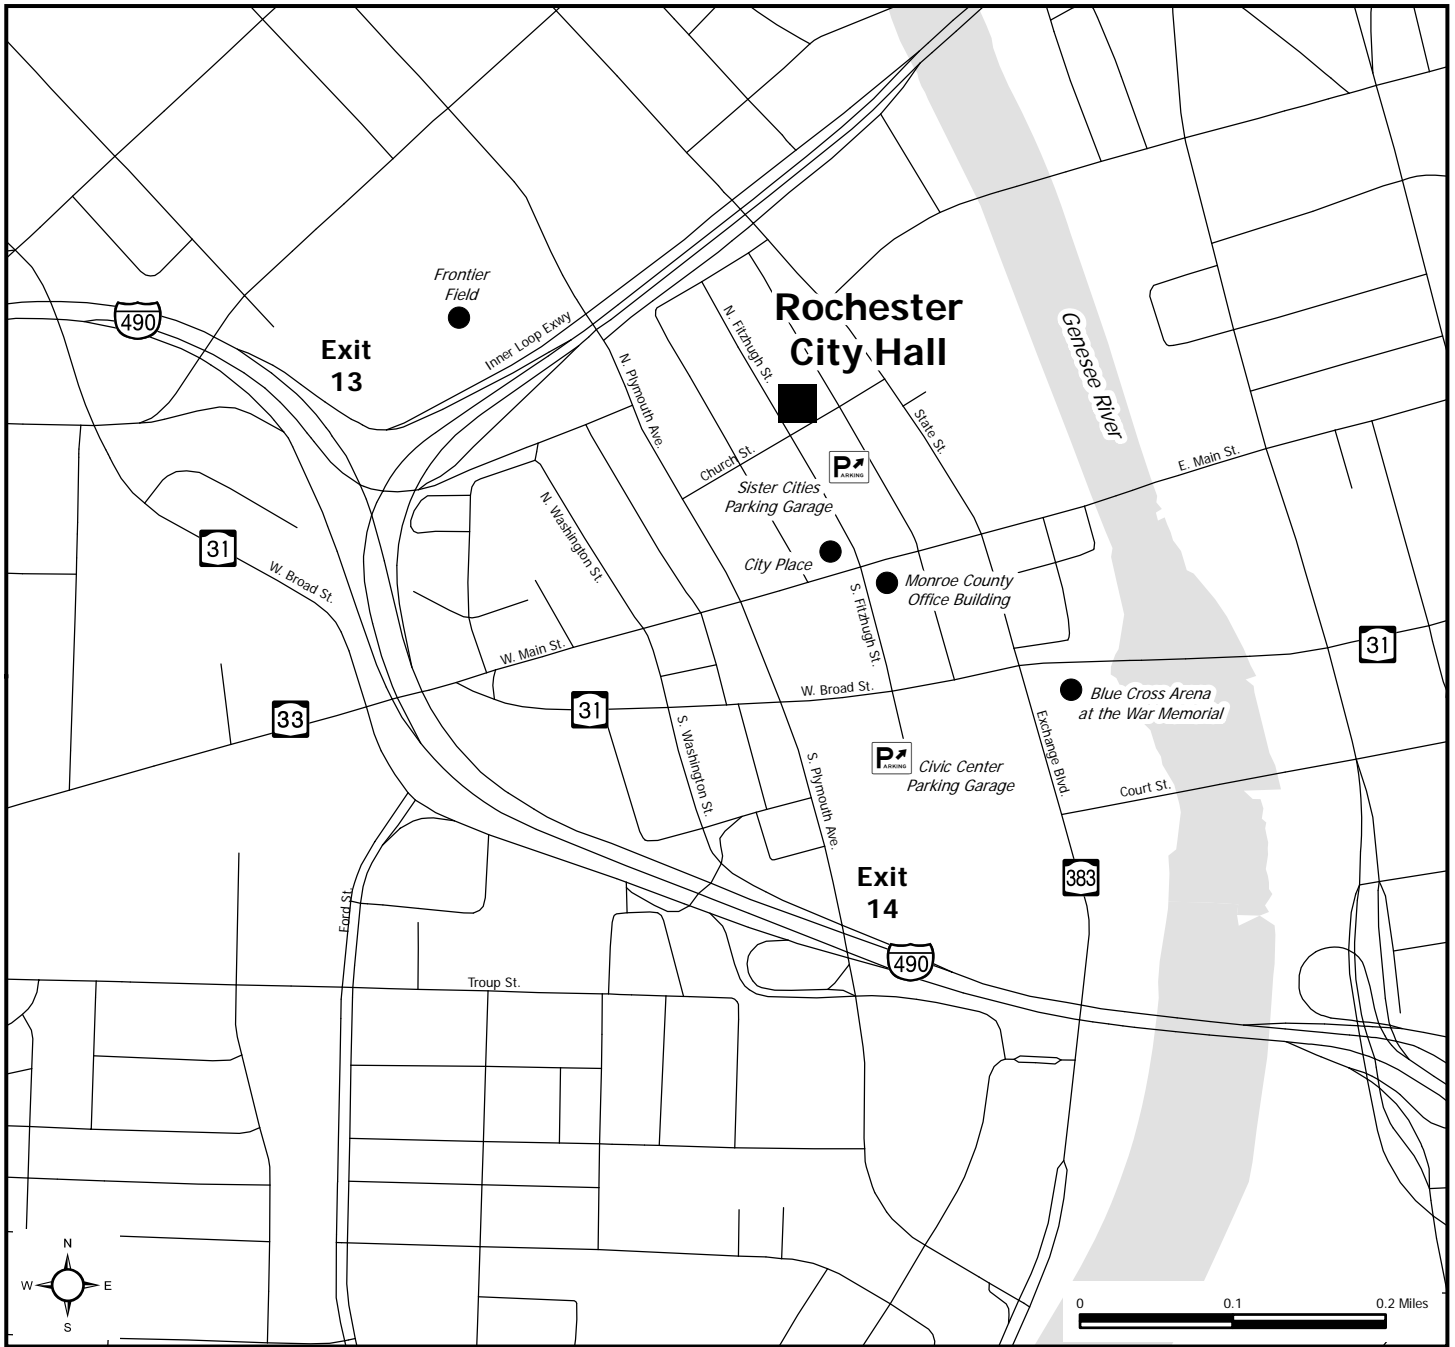 Frontier
Field
490
Exit
13
Inner Loop Exwy
Rochester
City Hall
N. Fitzhugh St.
N. Plymouth Ave.
State St.
Genesee River
Church St.
E. Main St.
P
ARKING
Sister Cities
Parking Garage
N. Washington St.
31
W. Broad St.
City Place
Monroe County
Office Building
S. Fitzhugh St.
W. Main St.
31
33
31
W. Broad St.
Blue Cross Arena
at the War Memorial
S. Washington St.
S. Plymouth Ave.
Exchange Blvd.
P
ARKING
Civic Center
Parking Garage
Court St.
Exit
14
383
Ford St.
490
Troup St.
N
W
E
S
0
0.1
0.2 Miles